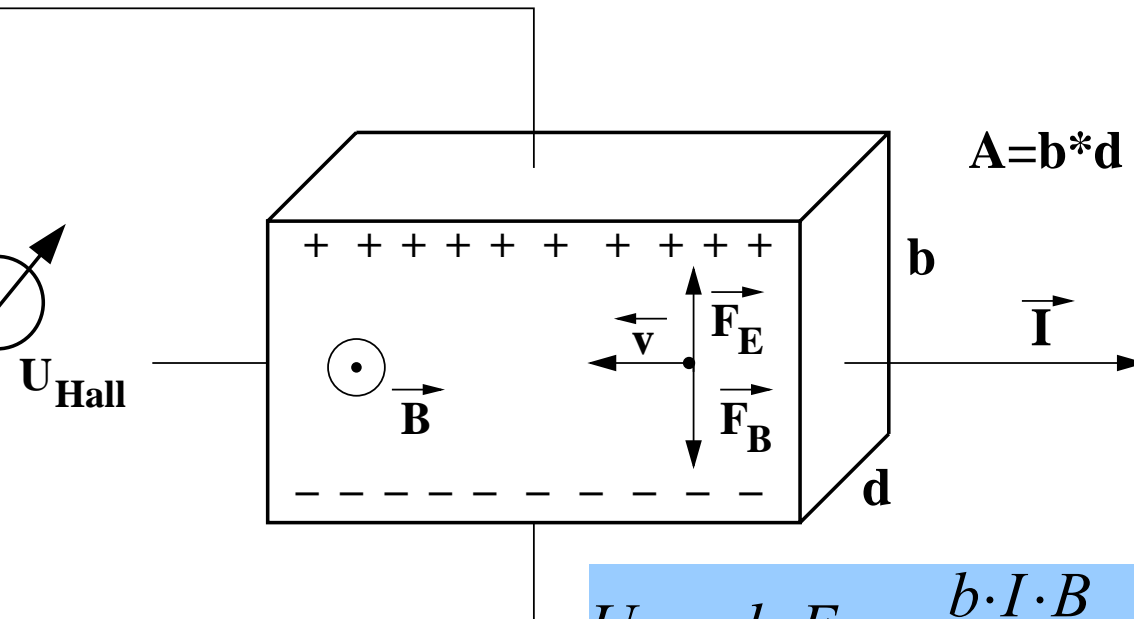 A=b*d
+ + + + + + + + + +
b
I
F_E
v
U_Hall
B
F_B
− − − − − − − − − −
d
b·I·B